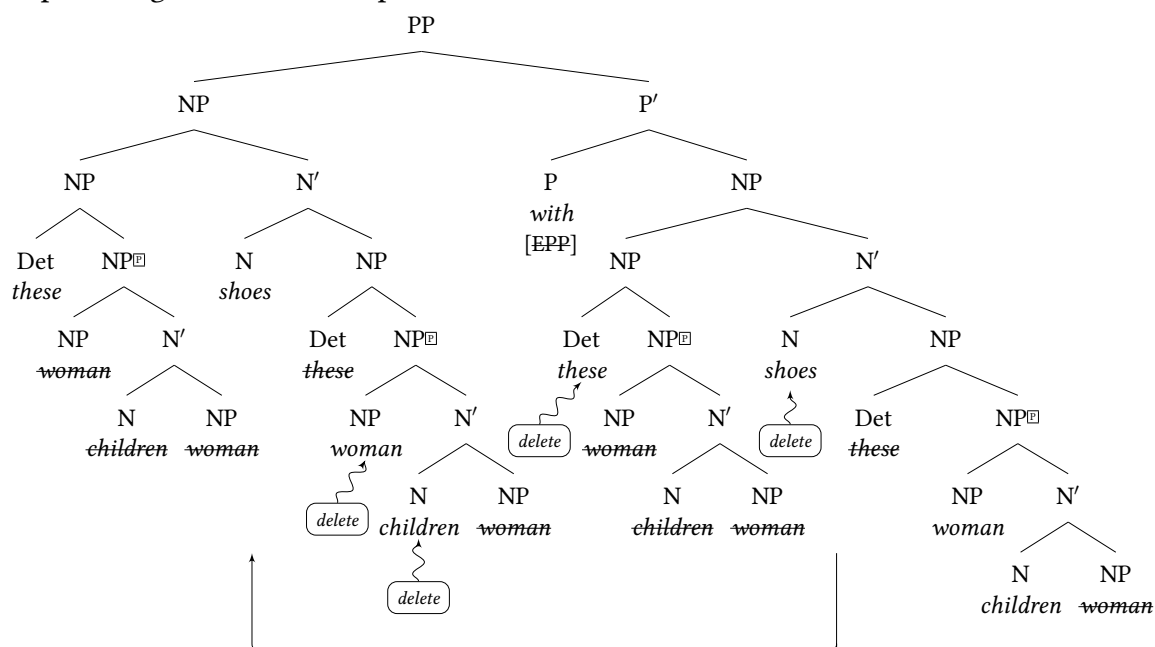 PP
NP P′
NP N′ P NP
with
[EPP]
Det NP[P] N NP NP N′
these shoes
NP N′ Det NP[P] Det NP[P] N NP
woman these these shoes
N NP NP N′ delete NP N′ delete Det NP[P]
children woman woman woman these
delete N NP N NP NP N′
children woman children woman woman
delete N NP
children woman